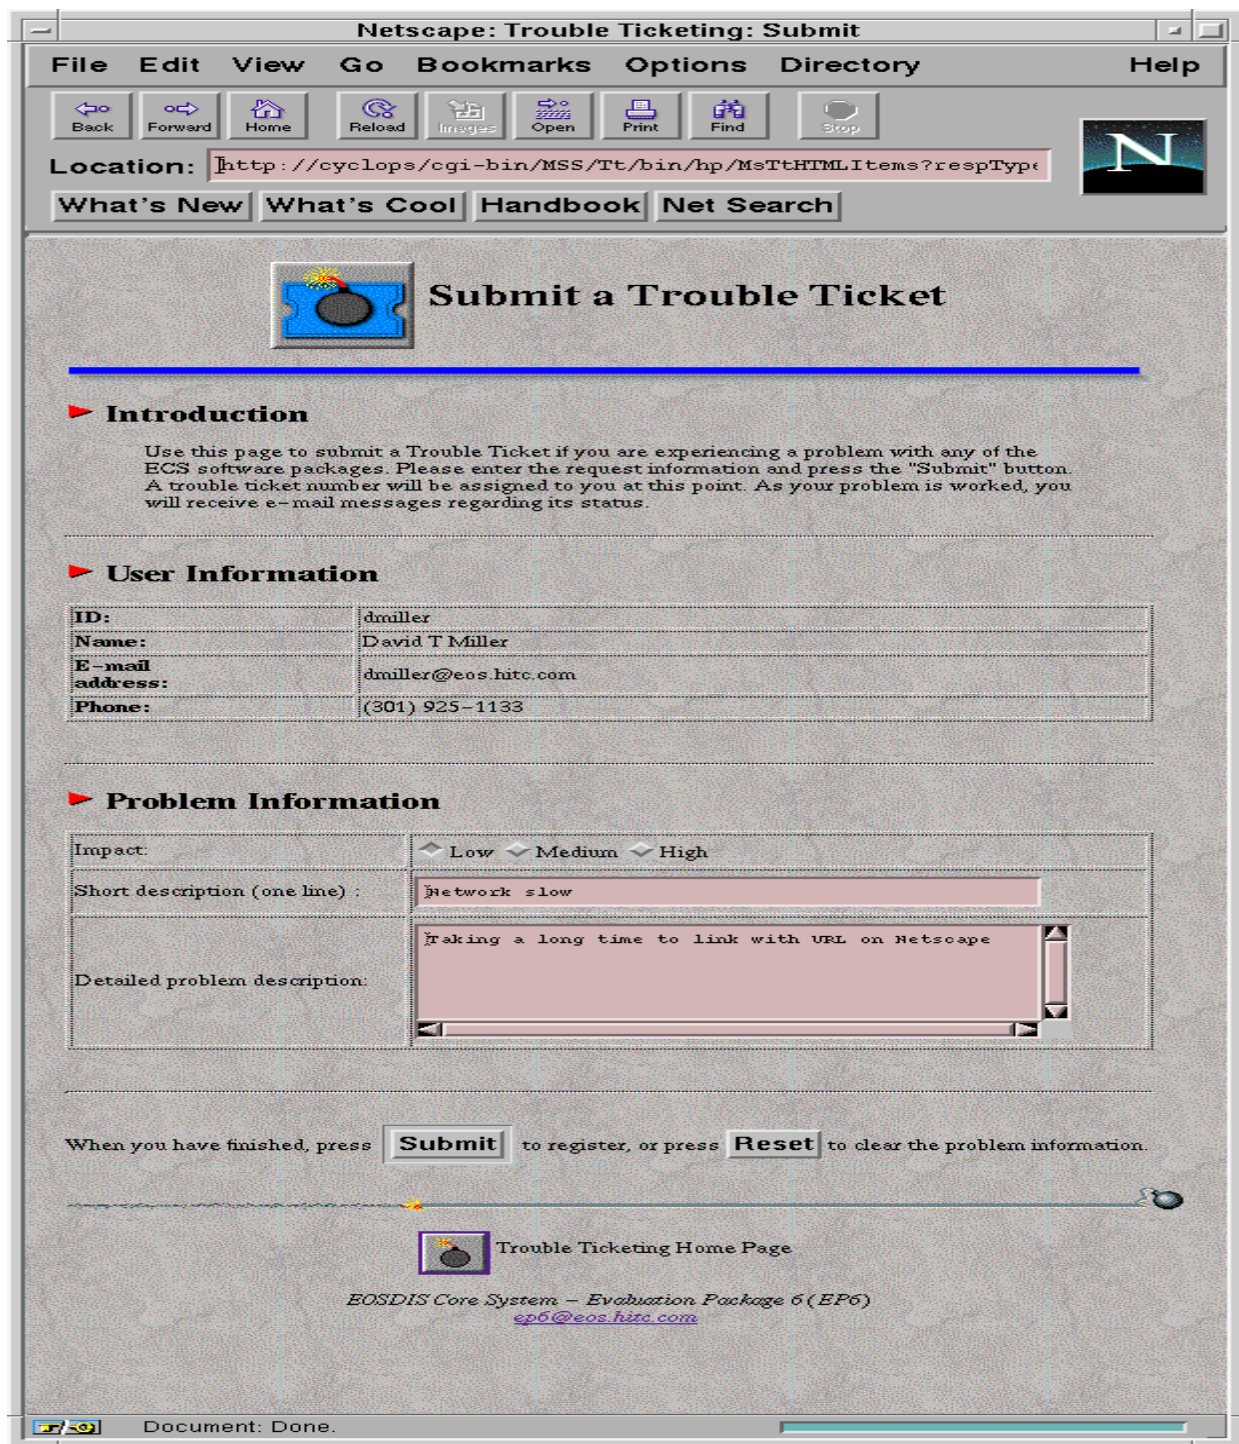 Netscape: Trouble Ticketing: Submit
File Edit View Go Bookmarks Options Directory Help
Back Forward Home Reload Images Open Print Find Stop
Location: http://cyclops/cgi-bin/MSS/Tt/bin/hp/MsTtHTMLItems?respType
N
What's New What's Cool Handbook Net Search
Submit a Trouble Ticket
Introduction
Use this page to submit a Trouble Ticket if you are experiencing a problem with any of the
ECS software packages. Please enter the request information and press the "Submit" button.
A trouble ticket number will be assigned to you at this point. As your problem is worked, you
will receive e-mail messages regarding its status.
User Information
ID: dmiller
Name: David T Miller
E-mail
address: dmiller@eos.hitc.com
Phone: (301) 925-1133
Problem Information
Impact: Low Medium High
Short description (one line) : Network slow
Taking a long time to link with URL on Netscape
Detailed problem description:
When you have finished, press Submit to register, or press Reset to clear the problem information.
Trouble Ticketing Home Page
EOSDIS Core System - Evaluation Package 6 (EP6)
ep6@eos.hitc.com
Document: Done.